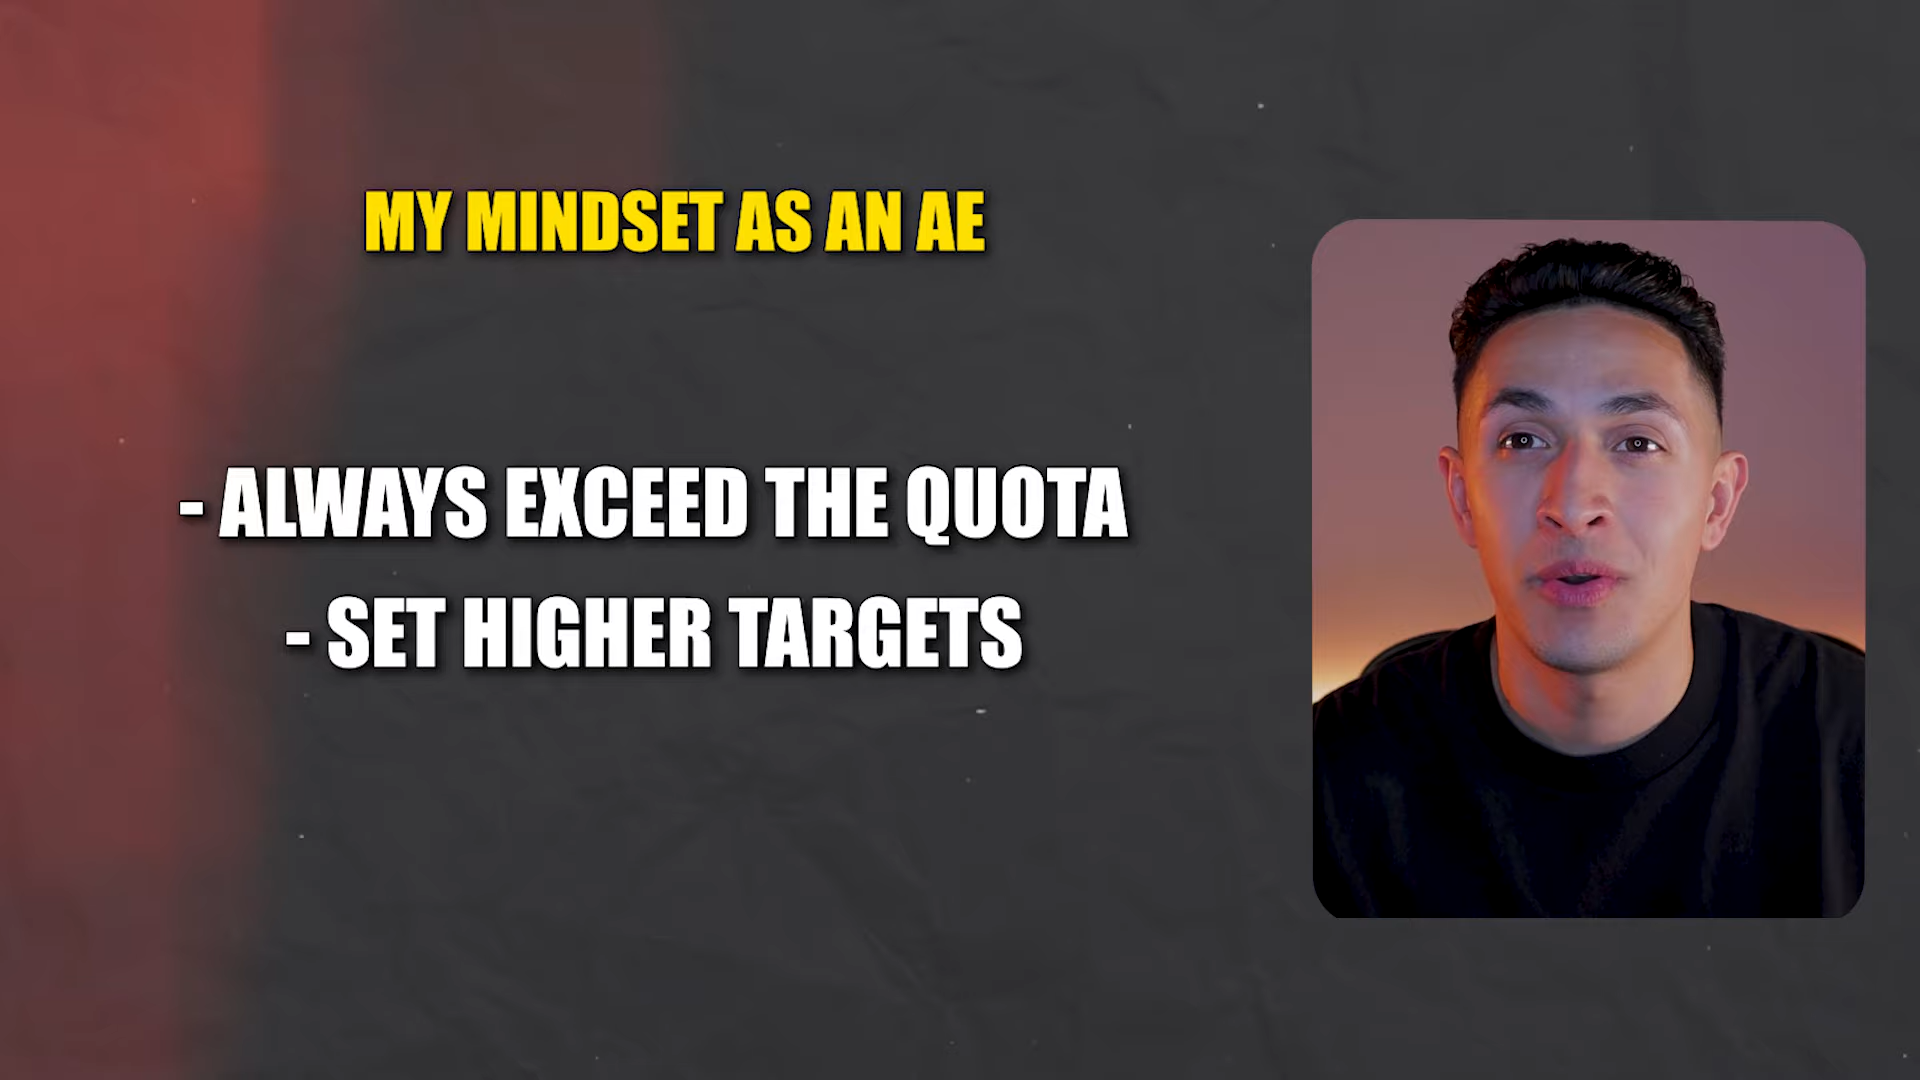 MY MINDSET AS AN AE
- ALWAYS EXCEED THE QUOTA
- SET HIGHER TARGETS